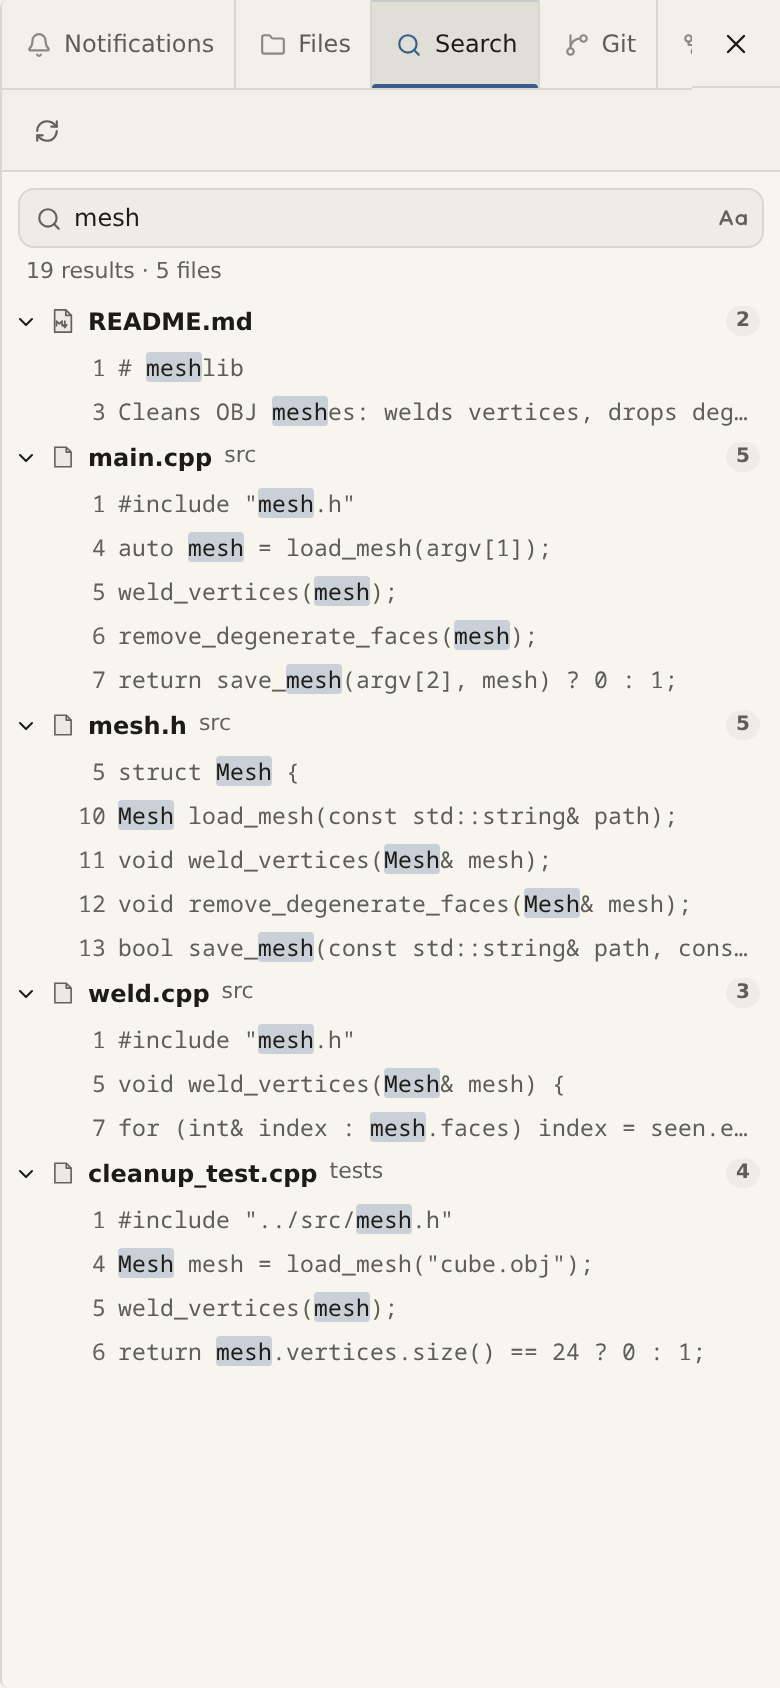 Notifications Files Search Git
mesh Aa
19 results · 5 files
README.md 2
1 # meshlib
3 Cleans OBJ meshes: welds vertices, drops deg…
main.cpp src 5
1 #include "mesh.h"
4 auto mesh = load_mesh(argv[1]);
5 weld_vertices(mesh);
6 remove_degenerate_faces(mesh);
7 return save_mesh(argv[2], mesh) ? 0 : 1;
mesh.h src 5
5 struct Mesh {
10 Mesh load_mesh(const std::string& path);
11 void weld_vertices(Mesh& mesh);
12 void remove_degenerate_faces(Mesh& mesh);
13 bool save_mesh(const std::string& path, cons…
weld.cpp src 3
1 #include "mesh.h"
5 void weld_vertices(Mesh& mesh) {
7 for (int& index : mesh.faces) index = seen.e…
cleanup_test.cpp tests 4
1 #include "../src/mesh.h"
4 Mesh mesh = load_mesh("cube.obj");
5 weld_vertices(mesh);
6 return mesh.vertices.size() == 24 ? 0 : 1;